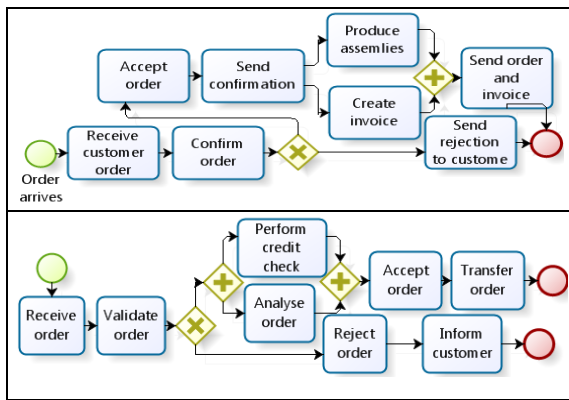 Accept
order
Send
confirmation
Produce
assemlies
Create
invoice
Send order
and
invoice
Order
arrives
Receive
customer
order
Confirm
order
Send
rejection
to custome
Receive
order
Validate
order
Perform
credit
check
Analyse
order
Accept
order
Transfer
order
Reject
order
Inform
customer